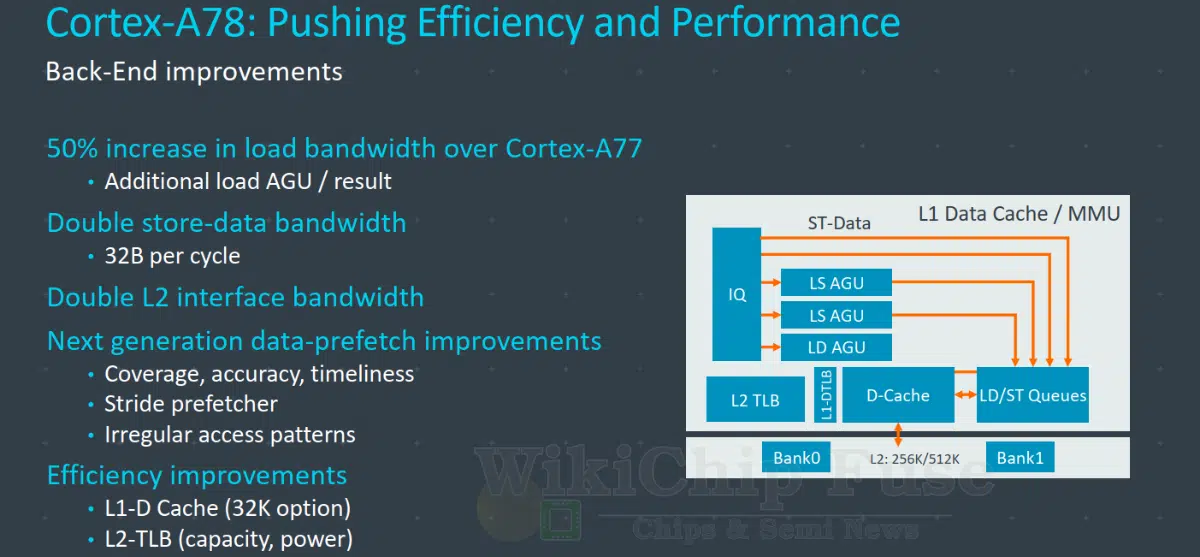 Cortex-A78: Pushing Efficiency and Performance
Back-End improvements
50% increase in load bandwidth over Cortex-A77
• Additional load AGU / result
Double store-data bandwidth
• 32B per cycle
Double L2 interface bandwidth
Next generation data-prefetch improvements
• Coverage, accuracy, timeliness
• Stride prefetcher
• Irregular access patterns
Efficiency improvements
• L1-D Cache (32K option)
• L2-TLB (capacity, power)
L1 Data Cache / MMU
ST-Data
IQ
LS AGU
LS AGU
LD AGU
L2 TLB
L1-DTLB
D-Cache
LD/ST Queues
Bank0
L2: 256K/512K
Bank1
WikiChip Fuse
Chips & Semi News